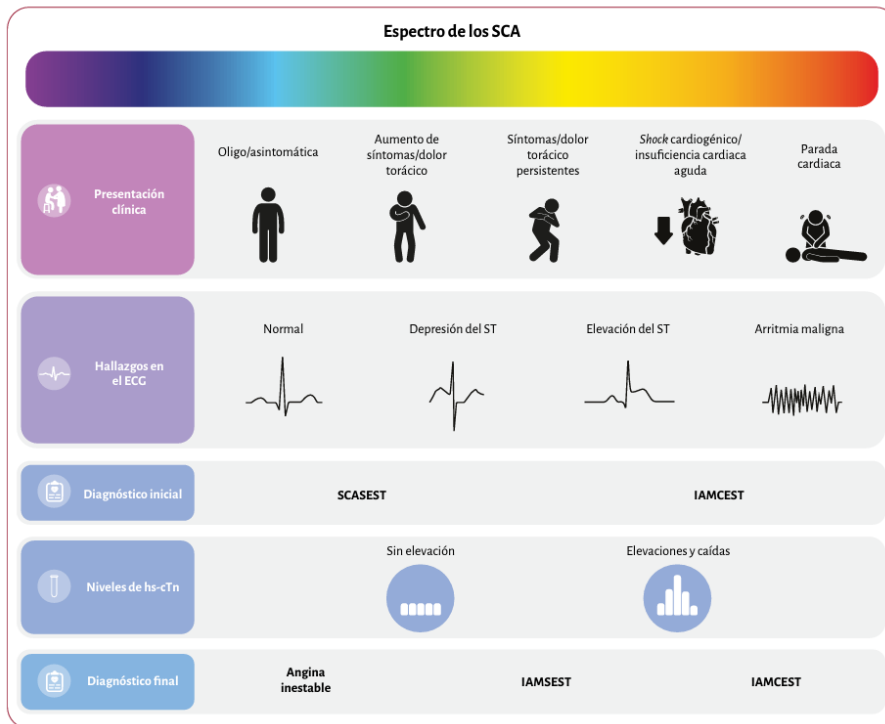 Espectro de los SCA
Presentación
clínica
Oligo/asintomática
Aumento de
síntomas/dolor
torácico
Síntomas/dolor
torácico
persistentes
Shock cardiogénico/
insuficiencia cardiaca
aguda
Parada
cardiaca
Hallazgos en
el ECG
Normal
Depresión del ST
Elevación del ST
Arritmia maligna
Diagnóstico inicial
SCASEST
IAMCEST
Niveles de hs-cTn
Sin elevación
Elevaciones y caídas
Diagnóstico final
Angina
inestable
IAMSEST
IAMCEST